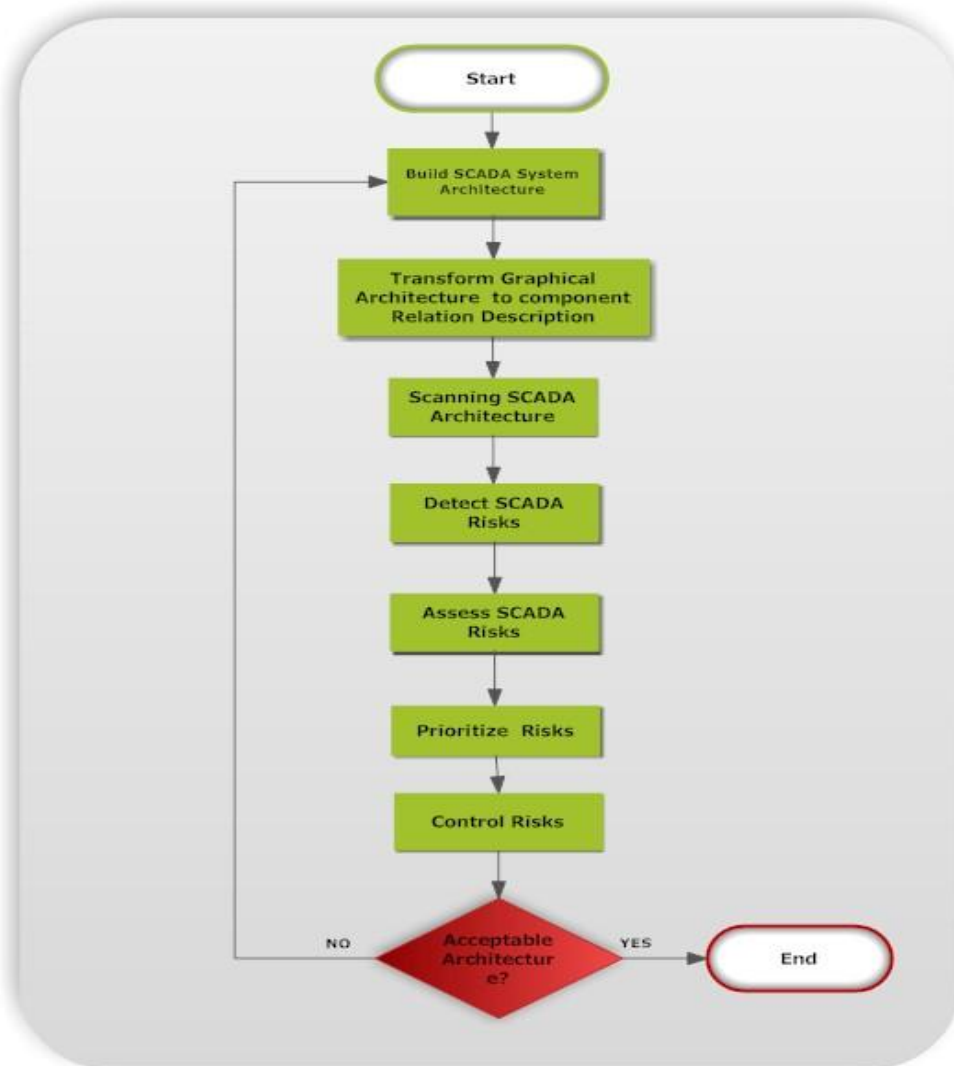 Start
Build SCADA System
Architecture
Transform Graphical
Architecture to component
Relation Description
Scanning SCADA
Architecture
Detect SCADA
Risks
Assess SCADA
Risks
Prioritize Risks
Control Risks
NO
Acceptable
Architectur
e?
YES
End